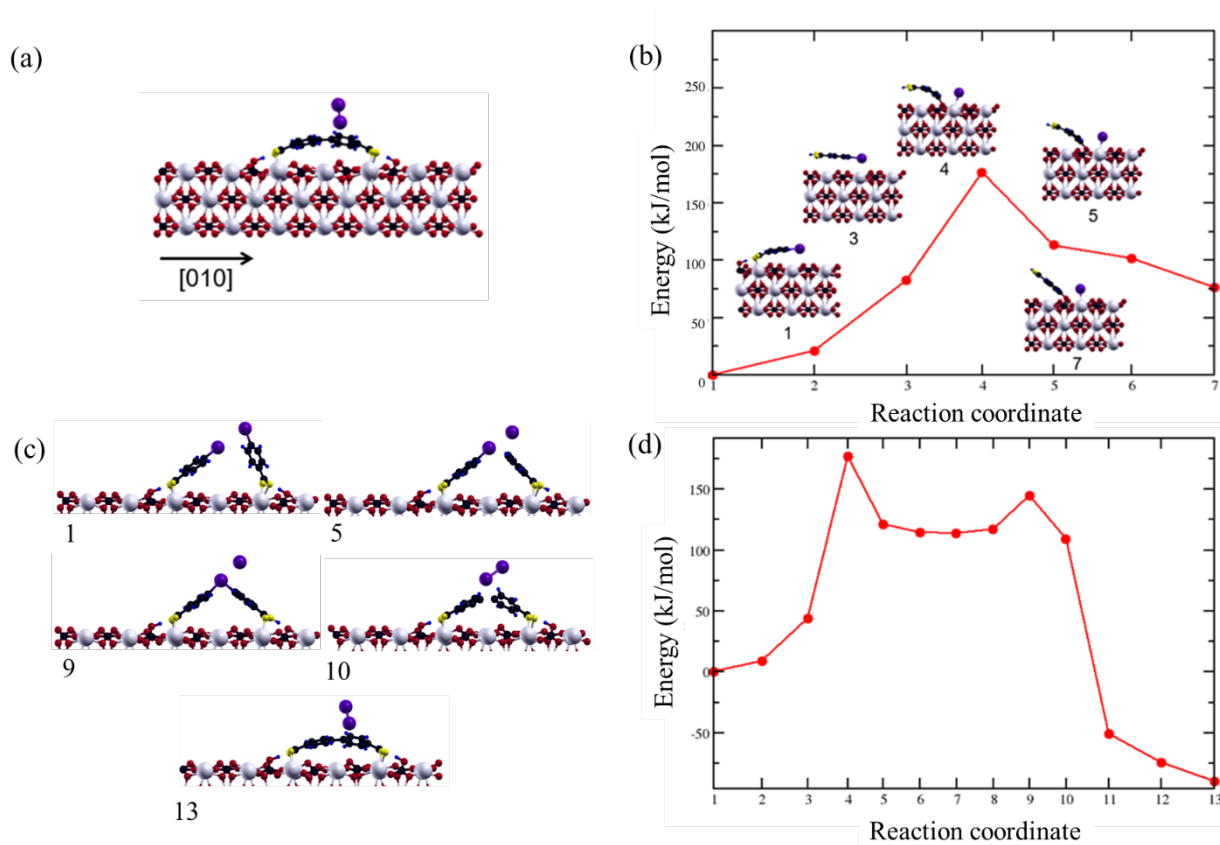 (a)
[010]
(b)
Energy (kJ/mol)
250
200
150
100
50
0
1
3
4
5
7
1 2 3 4 5 6 7
Reaction coordinate
(c)
1
5
9
10
13
(d)
Energy (kJ/mol)
150
100
50
0
-50
1 2 3 4 5 6 7 8 9 10 11 12 13
Reaction coordinate